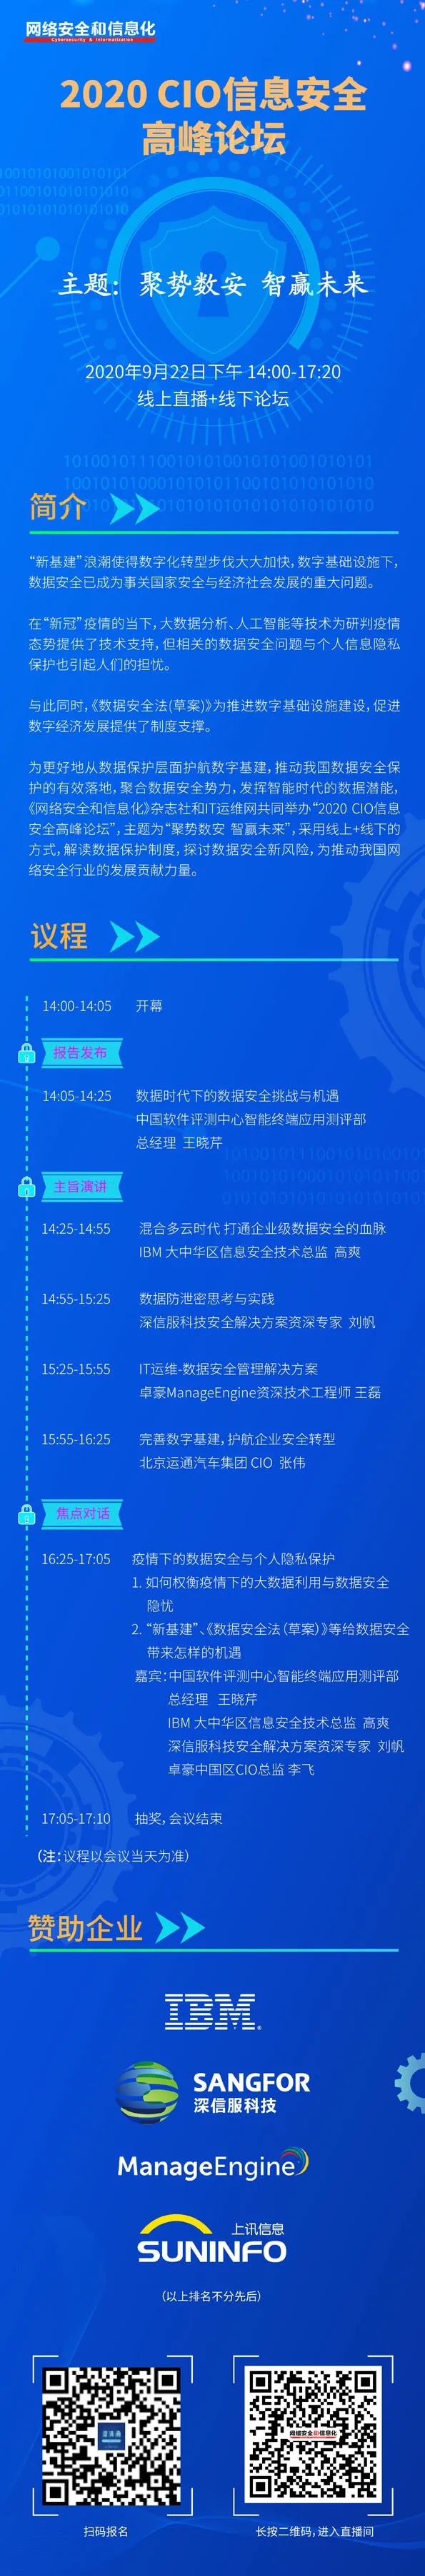 网络安全和信息化
Cybersecurity & Informatization
2020 CIO信息安全
高峰论坛
10010101001010101
01100101010101010
01010101010101010
主题：聚势数安 智赢未来
2020年9月22日下午 14:00-17:20
线上直播+线下论坛
简介
“新基建”浪潮使得数字化转型步伐大大加快，数字基础设施下，
数据安全已成为事关国家安全与经济社会发展的重大问题。
在“新冠”疫情的当下，大数据分析、人工智能等技术为研判疫情
态势提供了技术支持，但相关的数据安全问题与个人信息隐私
保护也引起人们的担忧。
与此同时，《数据安全法(草案)》为推进数字基础设施建设，促进
数字经济发展提供了制度支撑。
为更好地从数据保护层面护航数字基建，推动我国数据安全保
护的有效落地，聚合数据安全势力，发挥智能时代的数据潜能，
《网络安全和信息化》杂志社和IT运维网共同举办“2020 CIO信息
安全高峰论坛”，主题为“聚势数安 智赢未来”，采用线上+线下的
方式，解读数据保护制度，探讨数据安全新风险，为推动我国网
络安全行业的发展贡献力量。
议程
14:00-14:05 开幕
报告发布
14:05-14:25 数据时代下的数据安全挑战与机遇
中国软件评测中心智能终端应用测评部
总经理 王晓芹
主旨演讲
14:25-14:55 混合多云时代 打通企业级数据安全的血脉
IBM 大中华区信息安全技术总监 高爽
14:55-15:25 数据防泄密思考与实践
深信服科技安全解决方案资深专家 刘帆
15:25-15:55 IT运维-数据安全管理解决方案
卓豪ManageEngine资深技术工程师 王磊
15:55-16:25 完善数字基建，护航企业安全转型
北京运通汽车集团 CIO 张伟
焦点对话
16:25-17:05 疫情下的数据安全与个人隐私保护
1. 如何权衡疫情下的大数据利用与数据安全
隐忧
2. “新基建”、《数据安全法（草案）》等给数据安全
带来怎样的机遇
嘉宾：中国软件评测中心智能终端应用测评部
总经理 王晓芹
IBM 大中华区信息安全技术总监 高爽
深信服科技安全解决方案资深专家 刘帆
卓豪中国区CIO总监 李飞
17:05-17:10 抽奖，会议结束
（注：议程以会议当天为准）
赞助企业
IBM®
SANGFOR
深信服科技
ManageEngine
上讯信息
SUNINFO
（以上排名不分先后）
网络安全和信息化
扫码报名 长按二维码，进入直播间